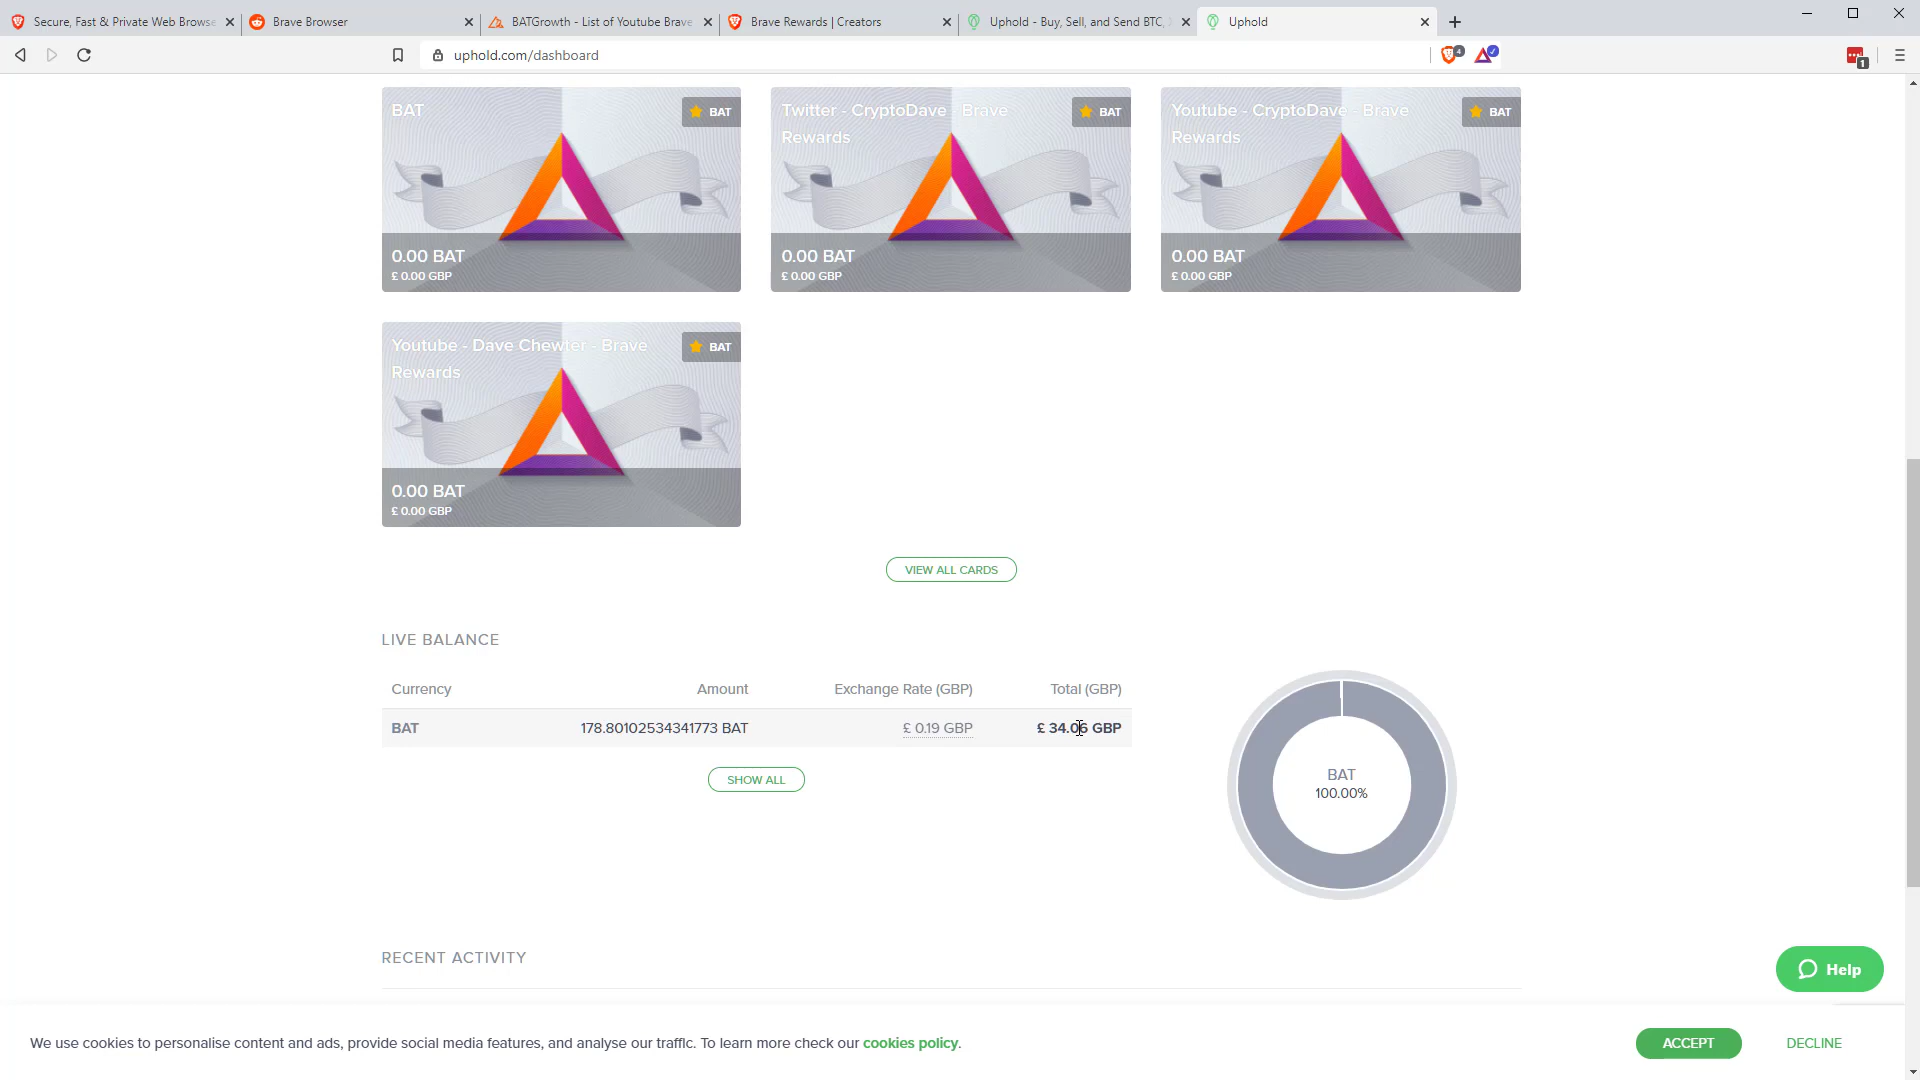 Secure, Fast & Private Web Browse
Brave Browser
BATGrowth - List of Youtube Brave
Brave Rewards | Creators
Uphold - Buy, Sell, and Send BTC,
Uphold
uphold.com/dashboard
4
1
BAT
BAT
0.00 BAT
£ 0.00 GBP
Twitter - CryptoDave - Brave
Rewards
BAT
0.00 BAT
£ 0.00 GBP
Youtube - CryptoDave - Brave
Rewards
BAT
0.00 BAT
£ 0.00 GBP
Youtube - Dave Chewter - Brave
Rewards
BAT
0.00 BAT
£ 0.00 GBP
VIEW ALL CARDS
LIVE BALANCE
Currency Amount Exchange Rate (GBP) Total (GBP)
BAT 178.80102534341773 BAT £ 0.19 GBP £ 34.06 GBP
SHOW ALL
BAT
100.00%
RECENT ACTIVITY
Help
We use cookies to personalise content and ads, provide social media features, and analyse our traffic. To learn more check our cookies policy.
ACCEPT
DECLINE